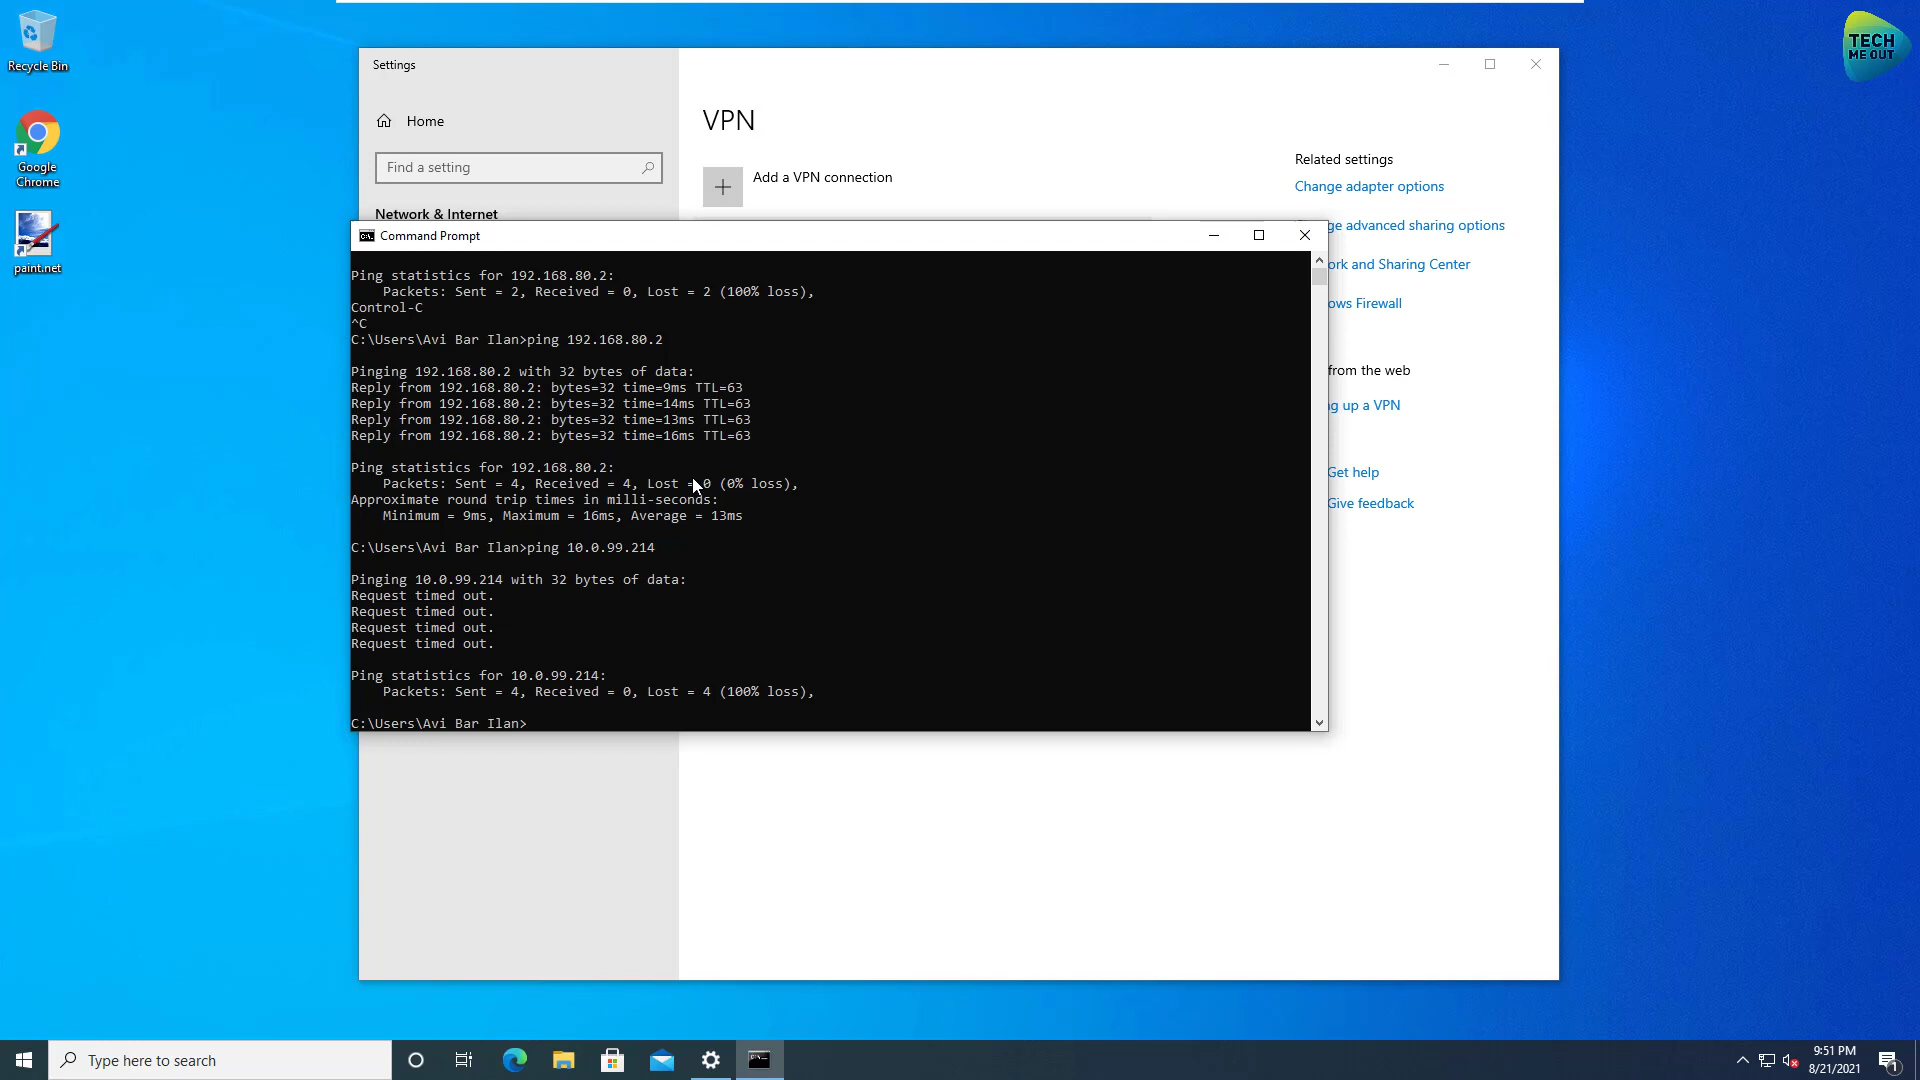 Recycle Bin
Google
Chrome
paint.net
TECH
ME OUT
Settings
Home
Find a setting
Network & Internet
VPN
Add a VPN connection
Related settings
Change adapter options
ge advanced sharing options
ork and Sharing Center
ows Firewall
from the web
g up a VPN
Get help
Give feedback
Command Prompt
Ping statistics for 192.168.80.2:
    Packets: Sent = 2, Received = 0, Lost = 2 (100% loss),
Control-C
^C
C:\Users\Avi Bar Ilan>ping 192.168.80.2
Pinging 192.168.80.2 with 32 bytes of data:
Reply from 192.168.80.2: bytes=32 time=9ms TTL=63
Reply from 192.168.80.2: bytes=32 time=14ms TTL=63
Reply from 192.168.80.2: bytes=32 time=13ms TTL=63
Reply from 192.168.80.2: bytes=32 time=16ms TTL=63
Ping statistics for 192.168.80.2:
    Packets: Sent = 4, Received = 4, Lost = 0 (0% loss),
Approximate round trip times in milli-seconds:
    Minimum = 9ms, Maximum = 16ms, Average = 13ms
C:\Users\Avi Bar Ilan>ping 10.0.99.214
Pinging 10.0.99.214 with 32 bytes of data:
Request timed out.
Request timed out.
Request timed out.
Request timed out.
Ping statistics for 10.0.99.214:
    Packets: Sent = 4, Received = 0, Lost = 4 (100% loss),
C:\Users\Avi Bar Ilan>
Type here to search
9:51 PM
8/21/2021
1